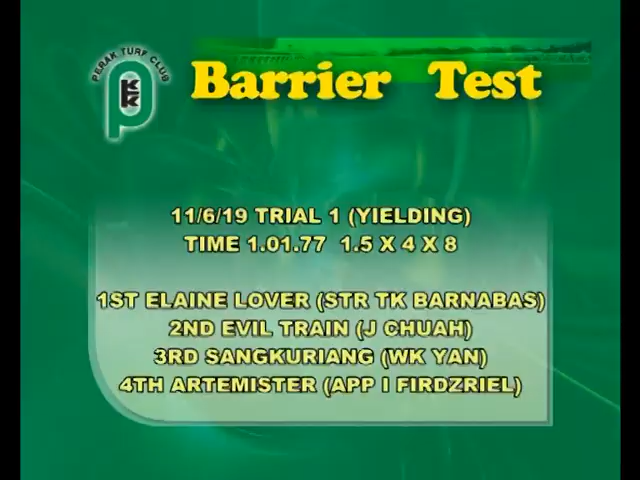 PERAK TURF CLUB
Barrier Test
11/6/19 TRIAL 1 (YIELDING)
TIME 1.01.77 1.5 X 4 X 8
1ST ELAINE LOVER (STR TK BARNABAS)
2ND EVIL TRAIN (J CHUAH)
3RD SANGKURIANG (WK YAN)
4TH ARTEMISTER (APP I FIRDZRIEL)